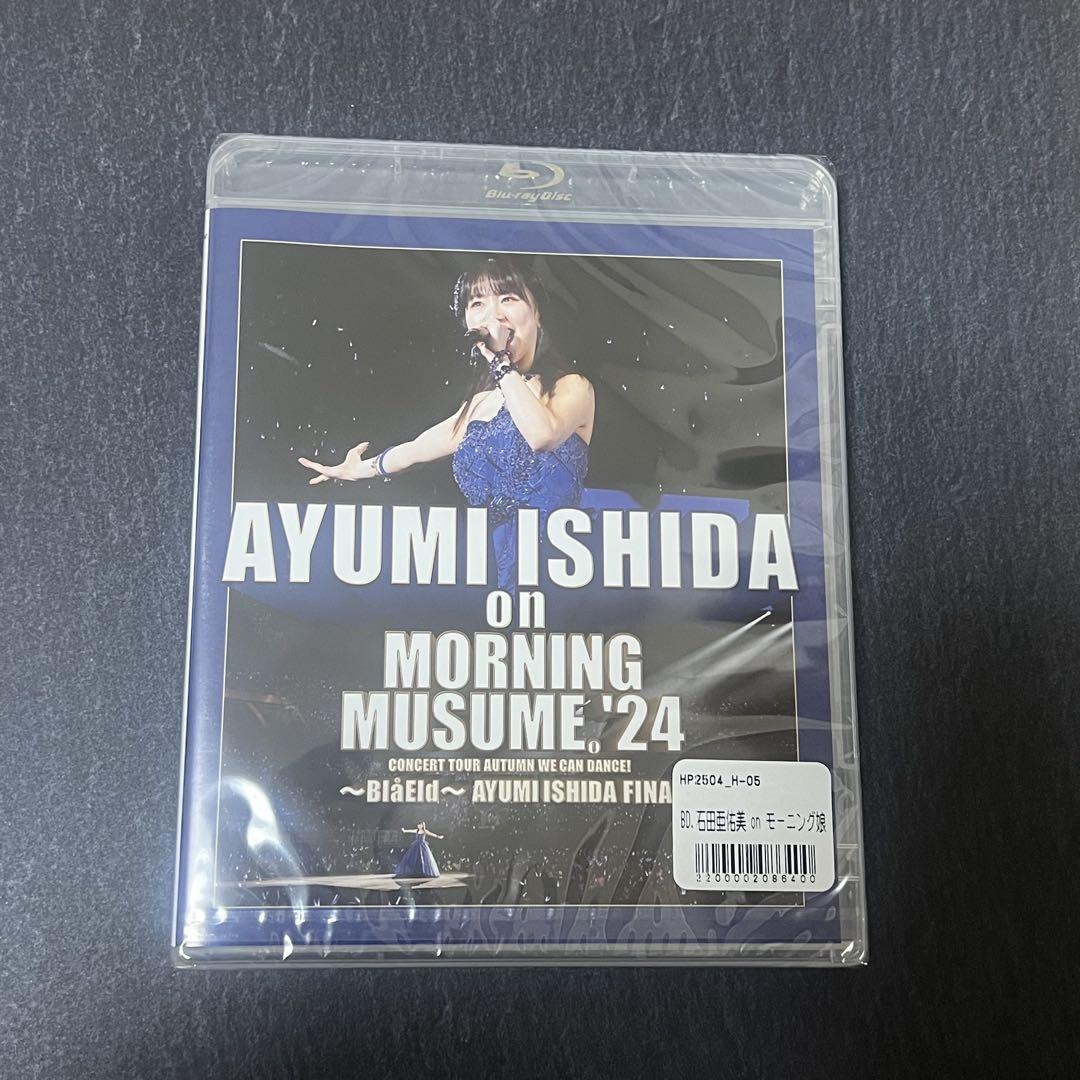 Blu-ray Disc
AYUMI ISHIDA
on
MORNING
MUSUME。'24
CONCERT TOUR AUTUMN WE CAN DANCE!
～BlåEld～ AYUMI ISHIDA FINA
HP2504_H-05
BD. 石田亜佑美 on モーニング娘
2200002086400